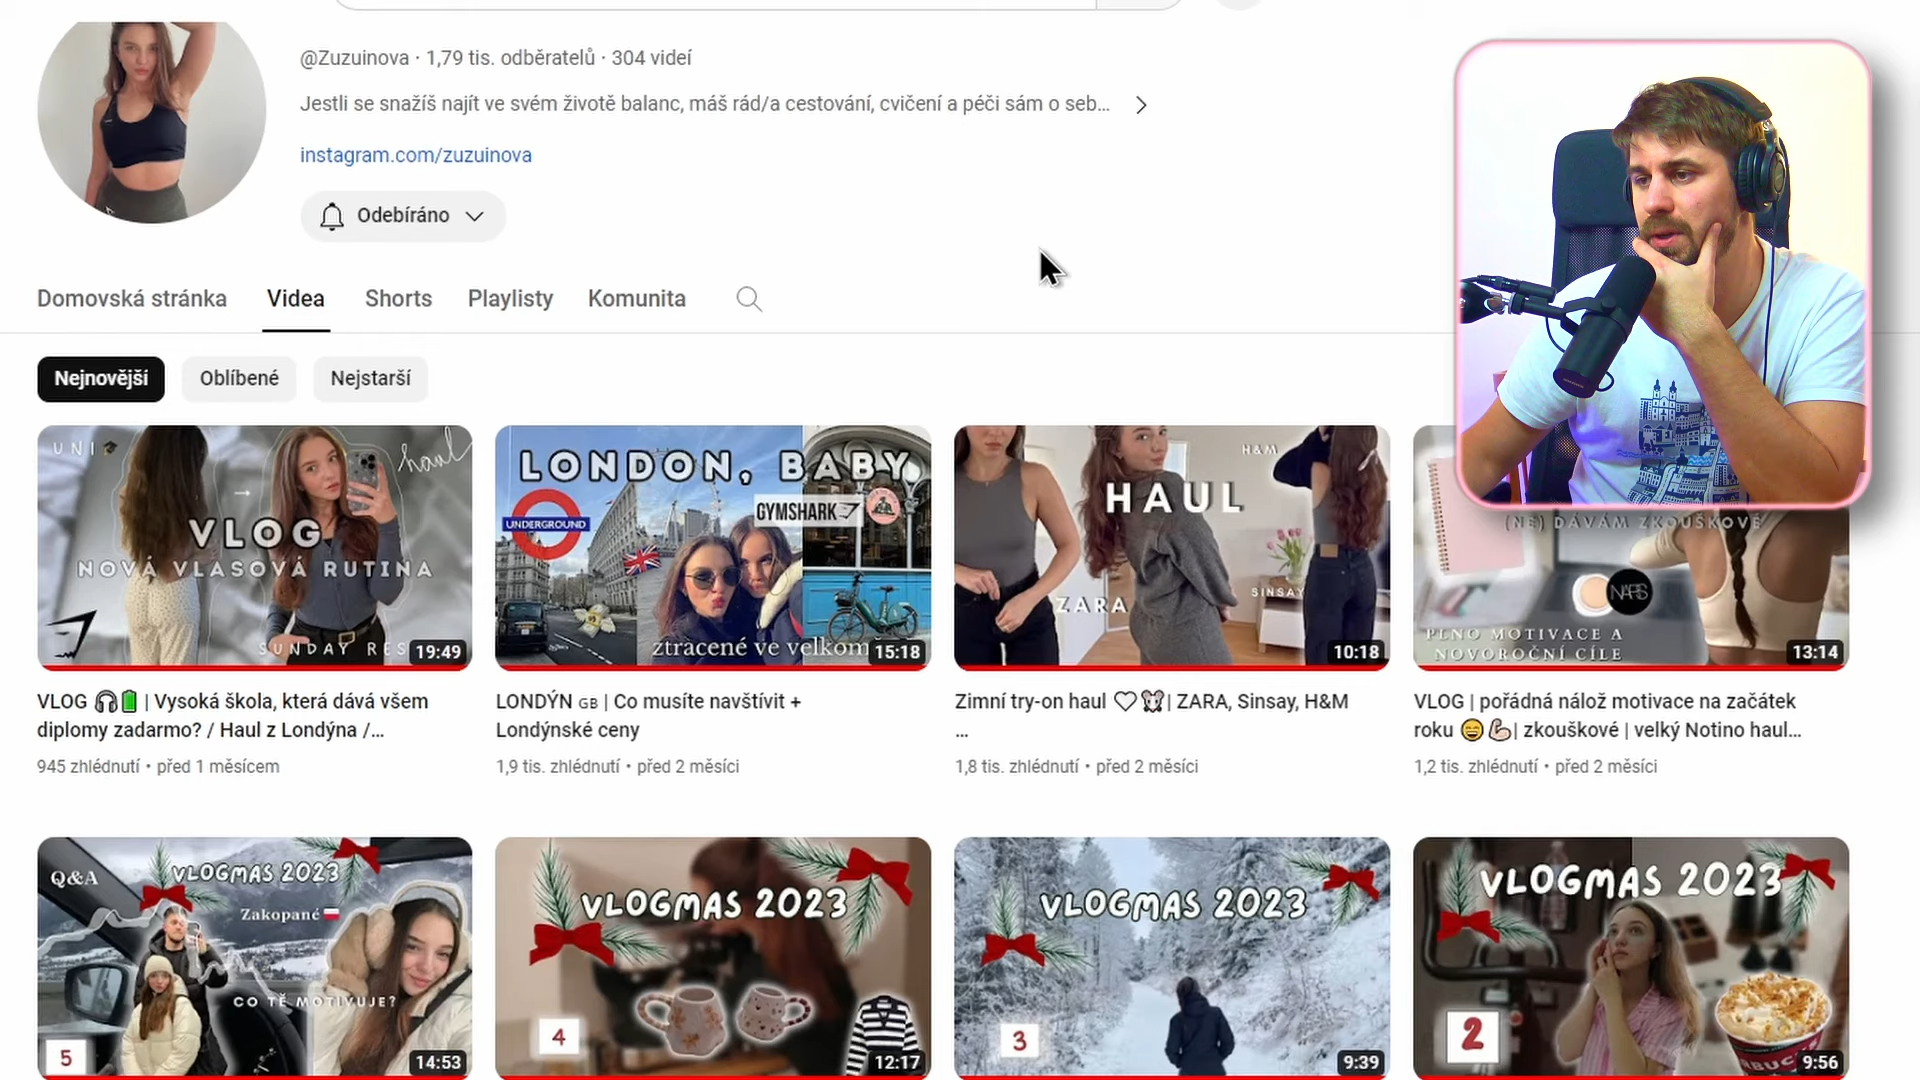 @Zuzuinova · 1,79 tis. odběratelů · 304 videí
Jestli se snažíš najít ve svém životě balanc, máš rád/a cestování, cvičení a péči sám o seb...
instagram.com/zuzuinova
Odebíráno
Domovská stránka Videa Shorts Playlisty Komunita
Nejnovější Oblíbené Nejstarší
UNI
haul
VLOG
NOVÁ VLASOVÁ RUTINA
SUNDAY RES
19:49
LONDON, BABY
UNDERGROUND
GYMSHARK
ztracené ve velkom
15:18
H&M
HAUL
ZARA
SINSAY
10:18
(NE) DÁVÁM ZKOUŠKOVÉ
NARS
PLNO MOTIVACE A
NOVOROČNÍ CÍLE
13:14
VLOG 🎧🔋 | Vysoká škola, která dává všem
diplomy zadarmo? / Haul z Londýna /...
945 zhlédnutí • před 1 měsícem
LONDÝN GB | Co musíte navštívit +
Londýnské ceny
1,9 tis. zhlédnutí • před 2 měsíci
Zimní try-on haul 🤍🐭| ZARA, Sinsay, H&M
...
1,8 tis. zhlédnutí • před 2 měsíci
VLOG | pořádná nálož motivace na začátek
roku 😄💪🏻| zkouškové | velký Notino haul...
1,2 tis. zhlédnutí • před 2 měsíci
Q&A
VLOGMAS 2023
Zakopané
CO TĚ MOTIVUJE?
5
14:53
VLOGMAS 2023
4
12:17
VLOGMAS 2023
3
9:39
VLOGMAS 2023
2
9:56